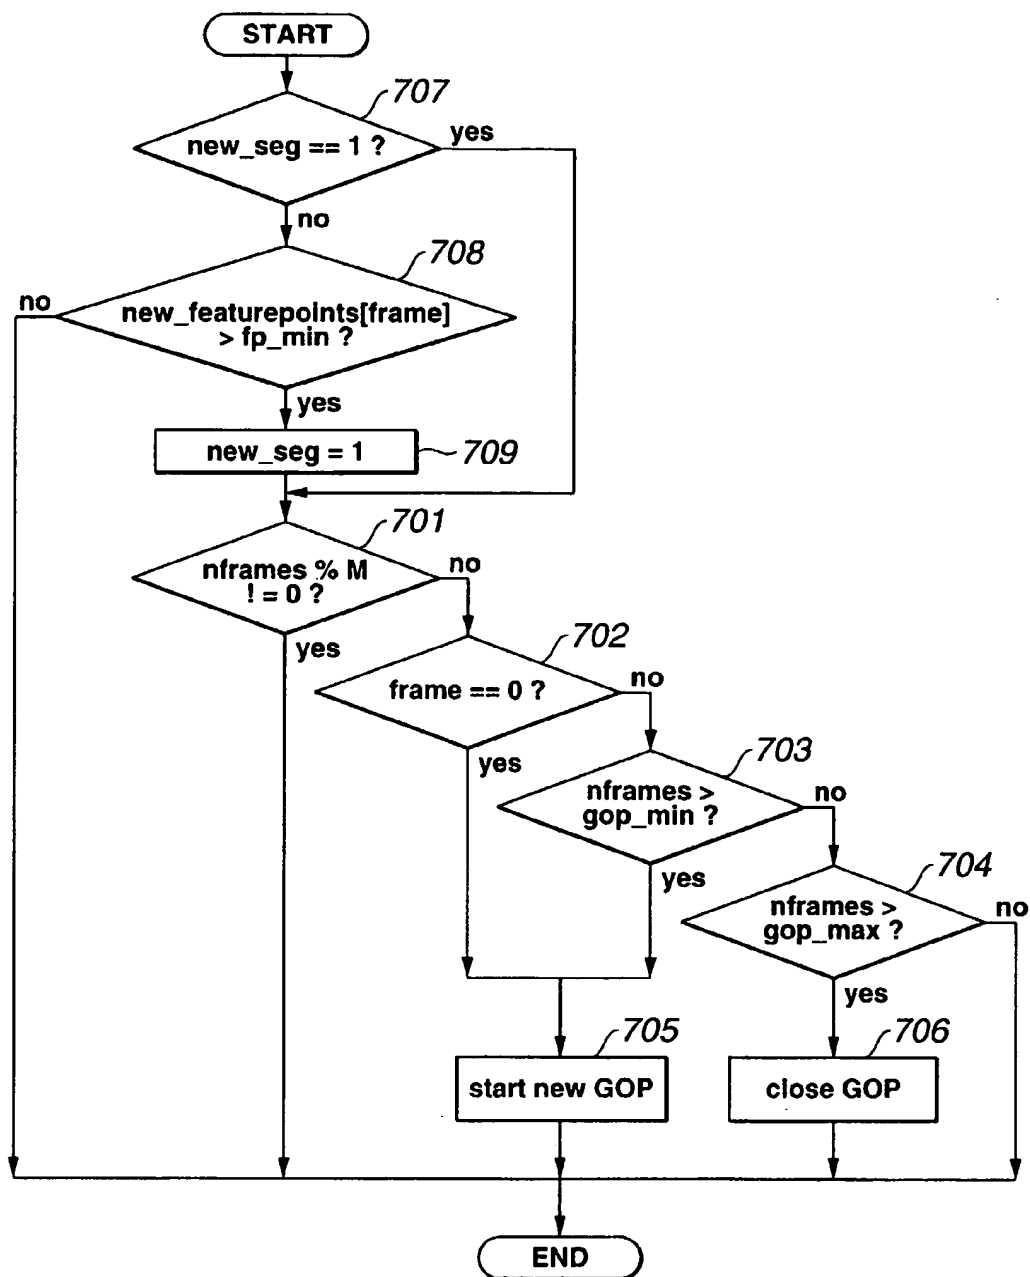 START
707
new_seg == 1 ?
yes
no
708
no
new_featurepoints[frame]
> fp_min ?
yes
new_seg = 1
709
701
nframes % M
! = 0 ?
no
yes
702
frame == 0 ?
no
yes
703
nframes >
gop_min ?
no
yes
704
nframes >
gop_max ?
no
yes
705
706
start new GOP
close GOP
END